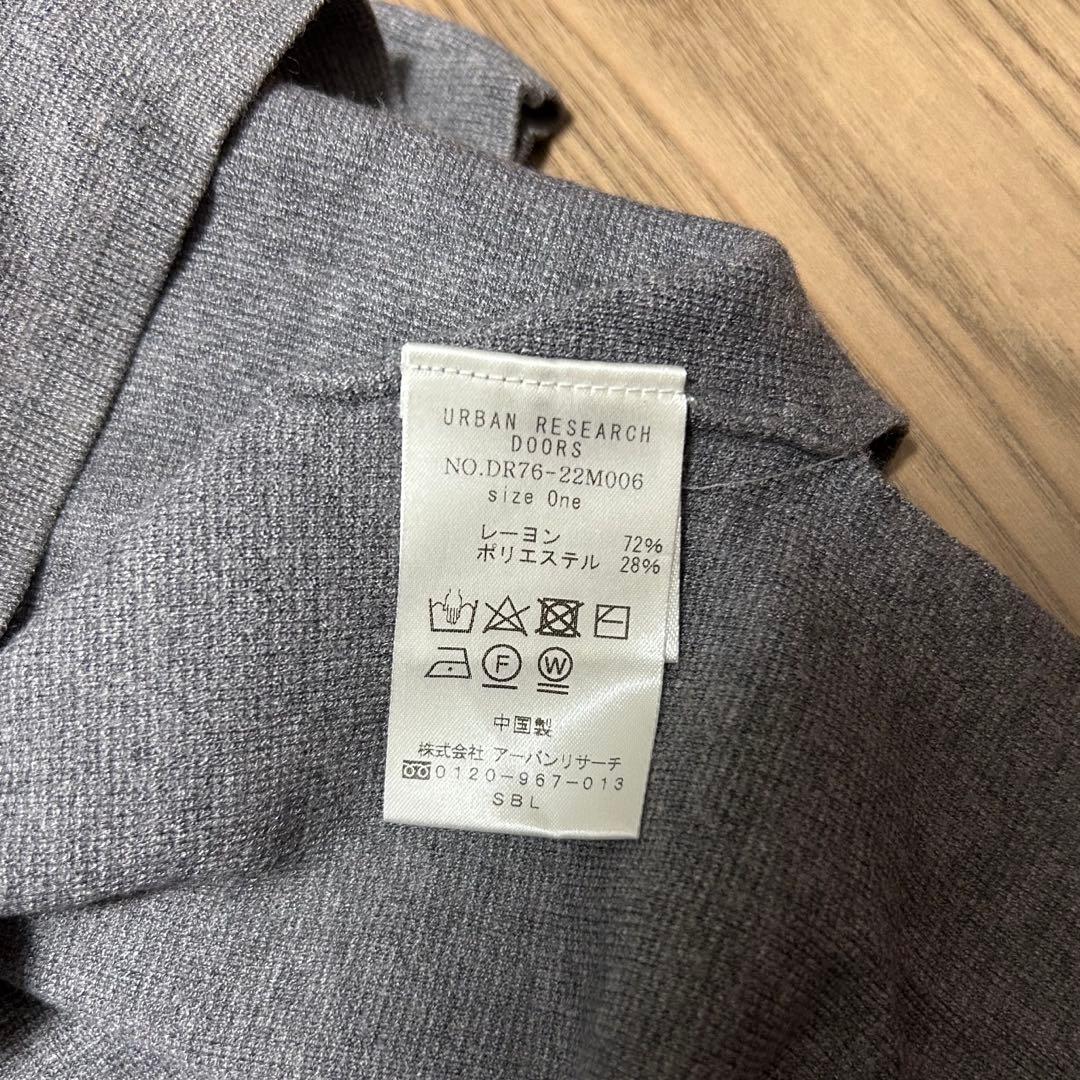 URBAN RESEARCH
DOORS
NO.DR76-22M006
size One
レーヨン 72%
ポリエステル 28%
F W
中国製
株式会社 アーバンリサーチ
0120-967-013
SBL